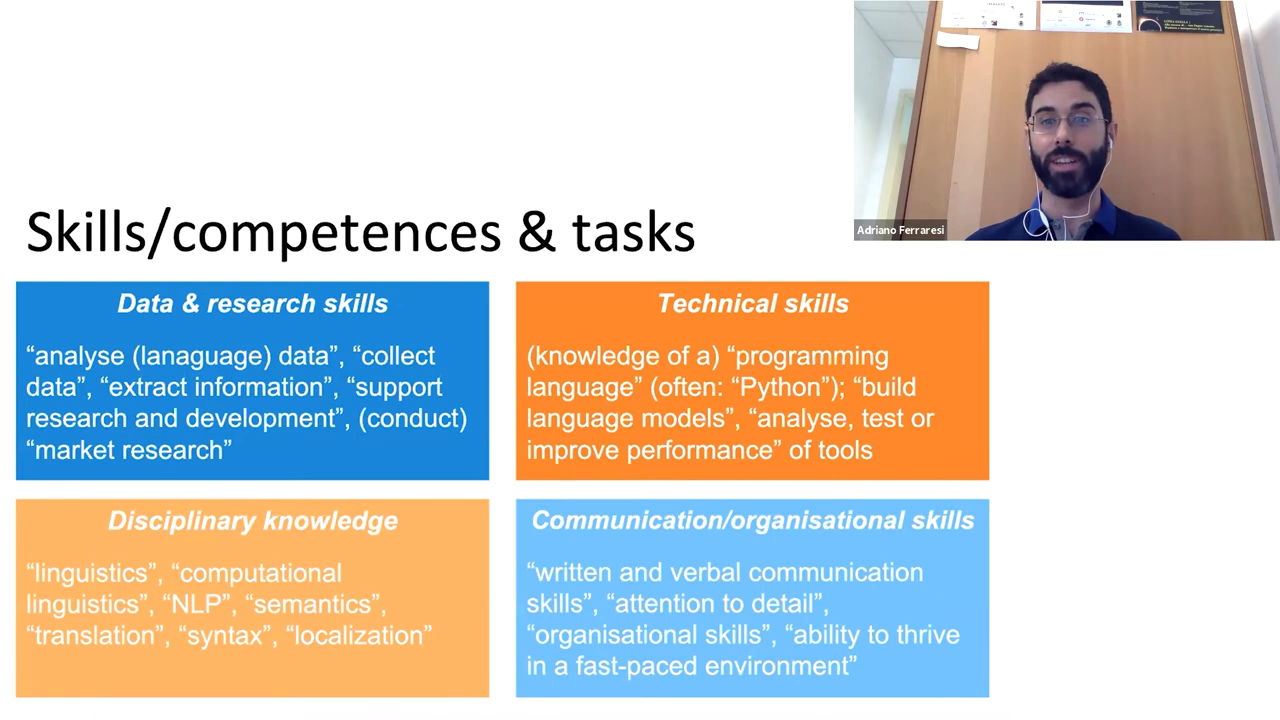 Adriano Ferraresi
Skills/competences & tasks
Data & research skills
“analyse (lanaguage) data”, “collect
data”, “extract information”, “support
research and development”, (conduct)
“market research”
Technical skills
(knowledge of a) “programming
language” (often: “Python”); “build
language models”, “analyse, test or
improve performance” of tools
Disciplinary knowledge
“linguistics”, “computational
linguistics”, “NLP”, “semantics”,
“translation”, “syntax”, “localization”
Communication/organisational skills
“written and verbal communication
skills”, “attention to detail”,
“organisational skills”, “ability to thrive
in a fast-paced environment”